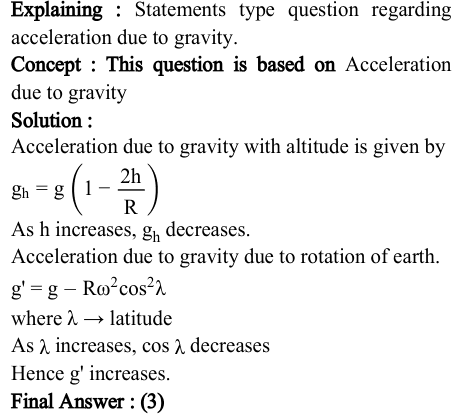 Explaining : Statements type question regarding
acceleration due to gravity.
Concept : This question is based on Acceleration
due to gravity
Solution :
Acceleration due to gravity with altitude is given by
gₕ = g (1 − 2h/R)
As h increases, gₕ decreases.
Acceleration due to gravity due to rotation of earth.
g' = g − Rω²cos²λ
where λ → latitude
As λ increases, cos λ decreases
Hence g' increases.
Final Answer : (3)